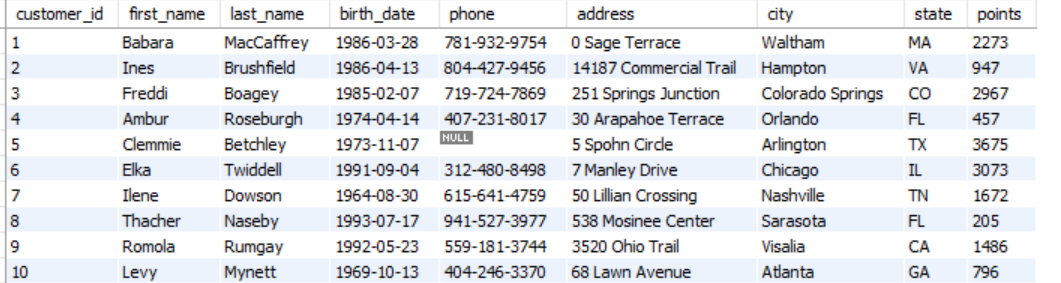 customer_id first_name last_name birth_date phone address city state points
1 Babara MacCaffrey 1986-03-28 781-932-9754 0 Sage Terrace Waltham MA 2273
2 Ines Brushfield 1986-04-13 804-427-9456 14187 Commercial Trail Hampton VA 947
3 Freddi Boagey 1985-02-07 719-724-7869 251 Springs Junction Colorado Springs CO 2967
4 Ambur Roseburgh 1974-04-14 407-231-8017 30 Arapahoe Terrace Orlando FL 457
5 Clemmie Betchley 1973-11-07 NULL 5 Spohn Circle Arlington TX 3675
6 Elka Twiddell 1991-09-04 312-480-8498 7 Manley Drive Chicago IL 3073
7 Ilene Dowson 1964-08-30 615-641-4759 50 Lillian Crossing Nashville TN 1672
8 Thacher Naseby 1993-07-17 941-527-3977 538 Mosinee Center Sarasota FL 205
9 Romola Rumgay 1992-05-23 559-181-3744 3520 Ohio Trail Visalia CA 1486
10 Levy Mynett 1969-10-13 404-246-3370 68 Lawn Avenue Atlanta GA 796